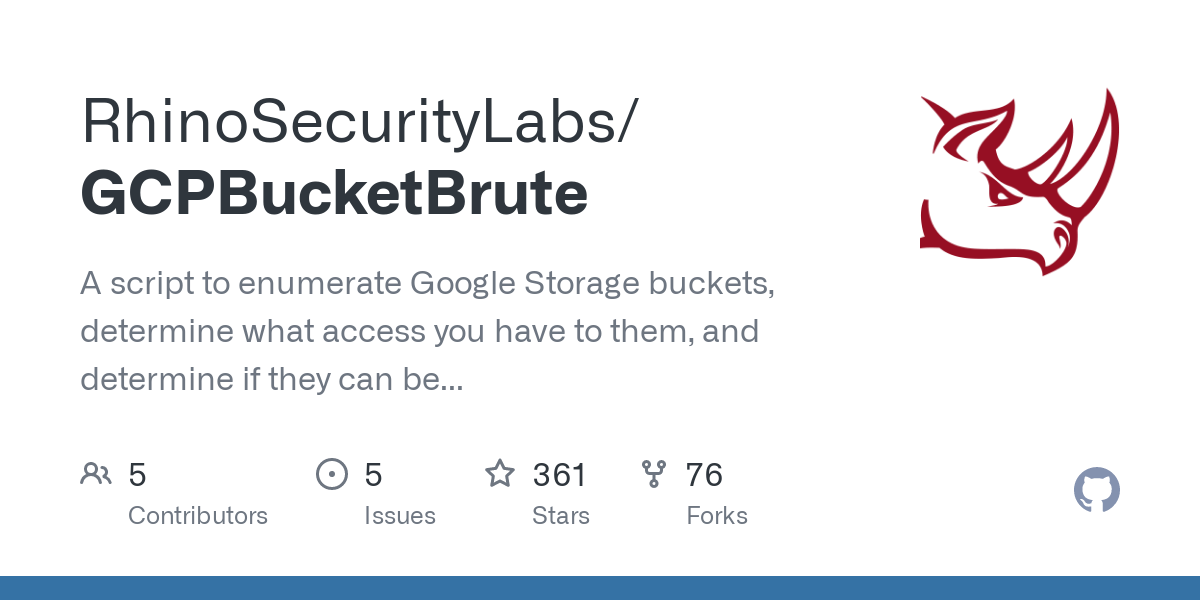 RhinoSecurityLabs/
GCPBucketBrute
A script to enumerate Google Storage buckets,
determine what access you have to them, and
determine if they can be...
5
Contributors
5
Issues
361
Stars
76
Forks